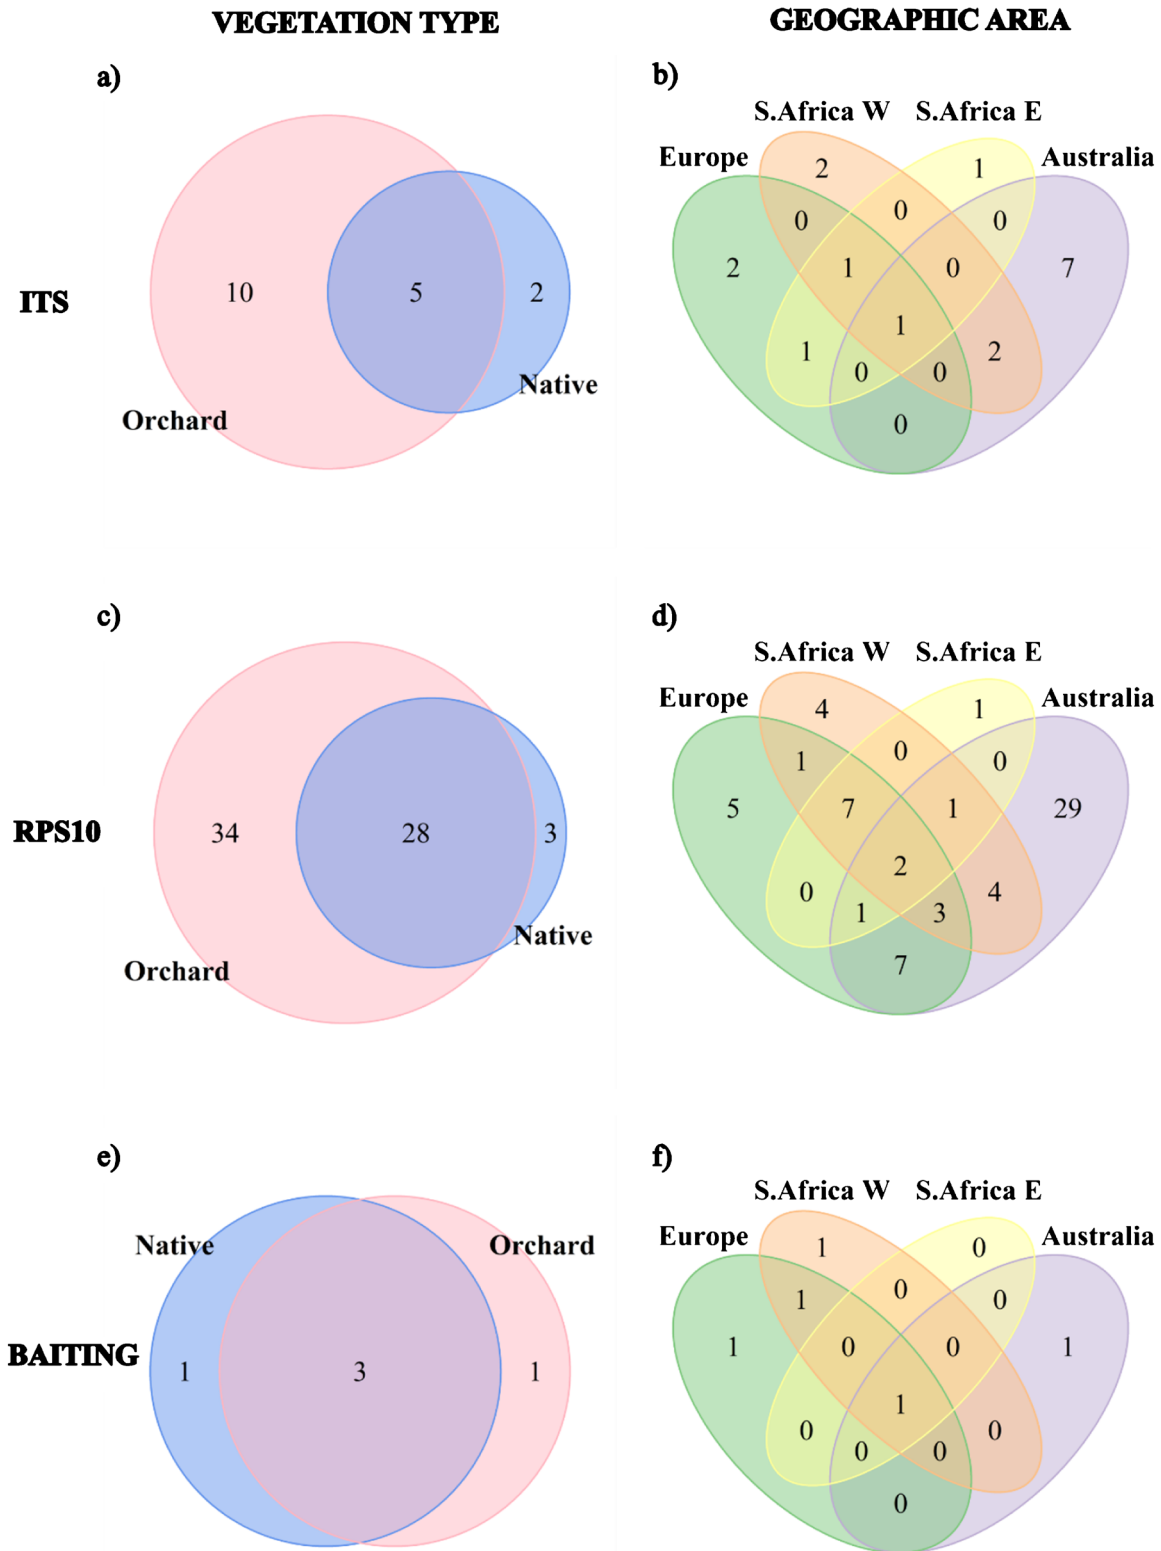 VEGETATION TYPE
GEOGRAPHIC AREA
a)
b)
S.Africa W S.Africa E
Europe
Australia
2
1
0
0
0
2
1
0
7
ITS
10
5
2
1
1
2
0
0
Native
Orchard
0
c)
d)
S.Africa W S.Africa E
Europe
Australia
4
1
1
0
0
5
7
1
29
RPS10
34
28
3
2
0
4
1
3
Native
Orchard
7
e)
f)
S.Africa W S.Africa E
Native
Orchard
Europe
Australia
1
0
1
0
0
1
0
0
1
BAITING
1
3
1
1
0
0
0
0
0